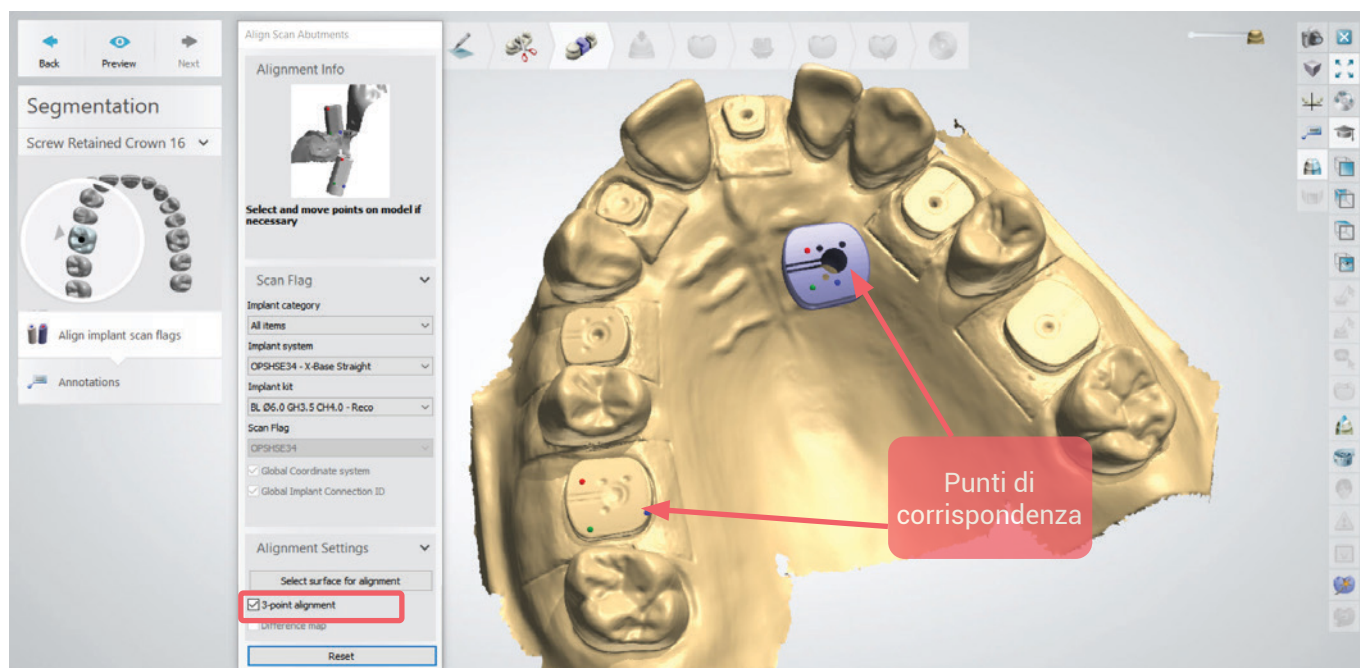 Back
Preview
Next
Segmentation
Screw Retained Crown 16
Align implant scan flags
Annotations
Align Scan Abutments
Alignment Info
Select and move points on model if
necessary
Scan Flag
Implant category
All items
Implant system
OPSHSE34 - X-Base Straight
Implant kit
BL Ø6.0 GH3.5 CH4.0 - Reco
Scan Flag
OPSHSE34
Global Coordinate system
Global Implant Connection ID
Alignment Settings
Select surface for alignment
3-point alignment
Difference map
Reset
Punti di
corrispondenza